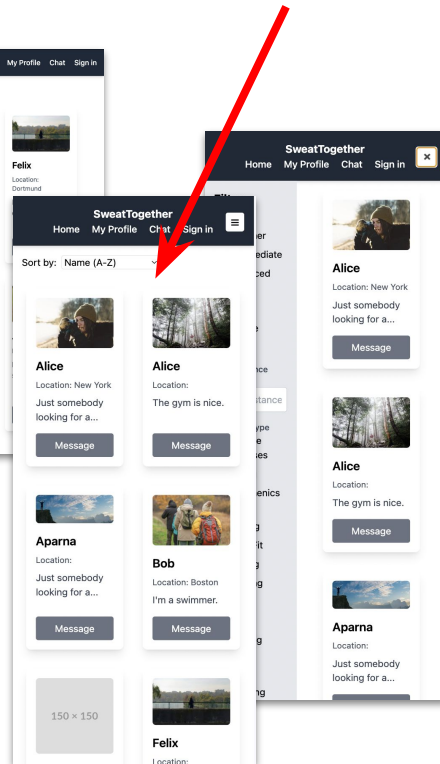 My Profile Chat Sign in
Felix
Location:
Dortmund
SweatTogether
Home My Profile Chat Sign in
Sort by: Name (A-Z)
Alice
Location: New York
Just somebody
looking for a...
Message
Alice
Location:
The gym is nice.
Message
Aparna
Location:
Just somebody
looking for a...
Message
Bob
Location: Boston
I'm a swimmer.
Message
150 × 150
Felix
Location:
SweatTogether
Home My Profile Chat Sign in
Alice
Location: New York
Just somebody
looking for a...
Message
Alice
Location:
The gym is nice.
Message
Aparna
Location:
Just somebody
looking for a...